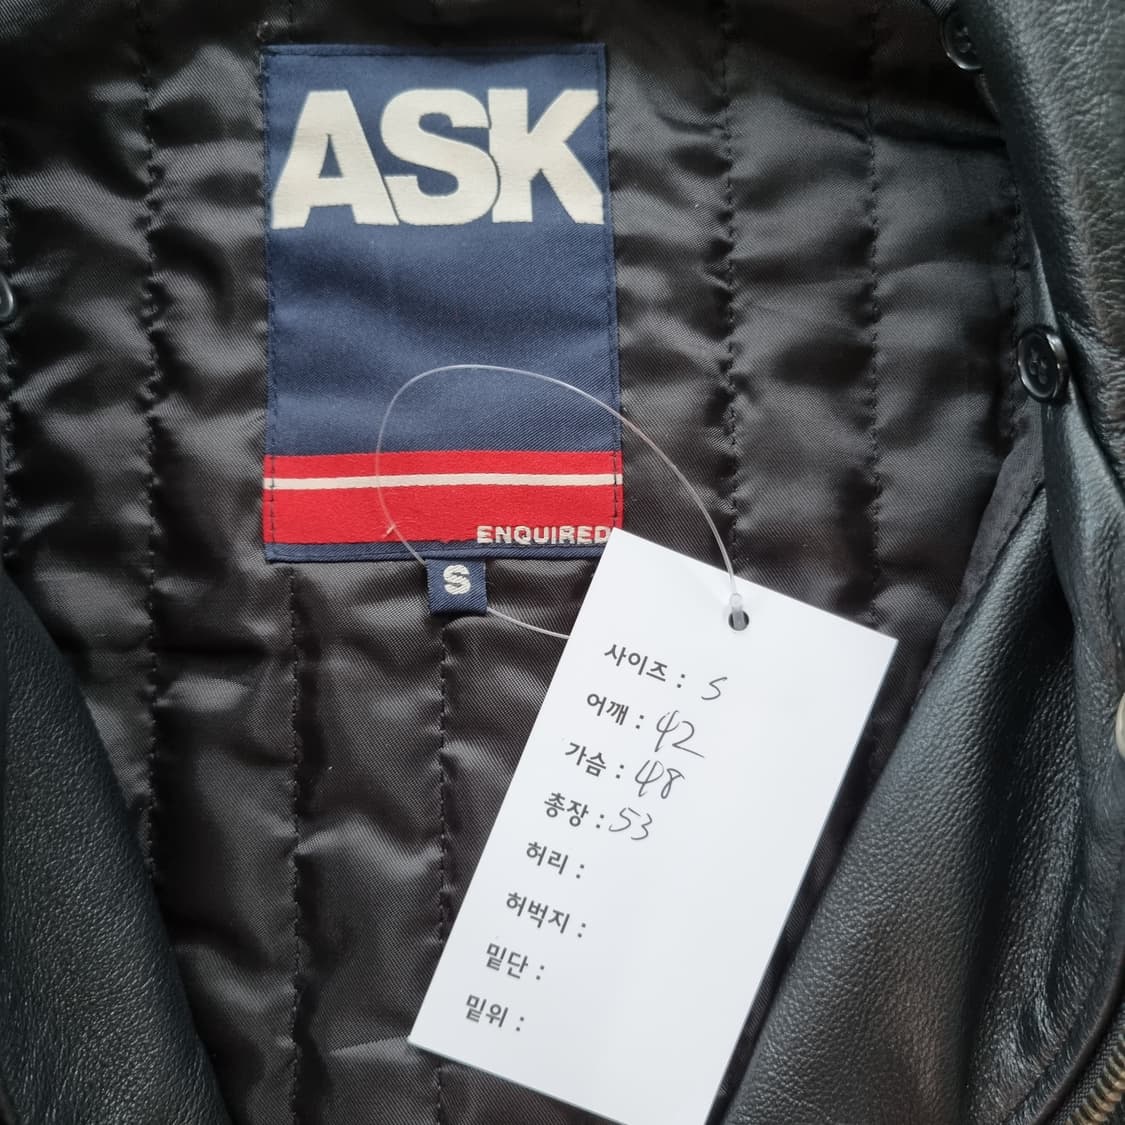 ASK
ENQUIRED
S
사이즈 : S
어깨 : 42
가슴 : 48
총장 : 53
허리 :
허벅지 :
밑단 :
밑위 :